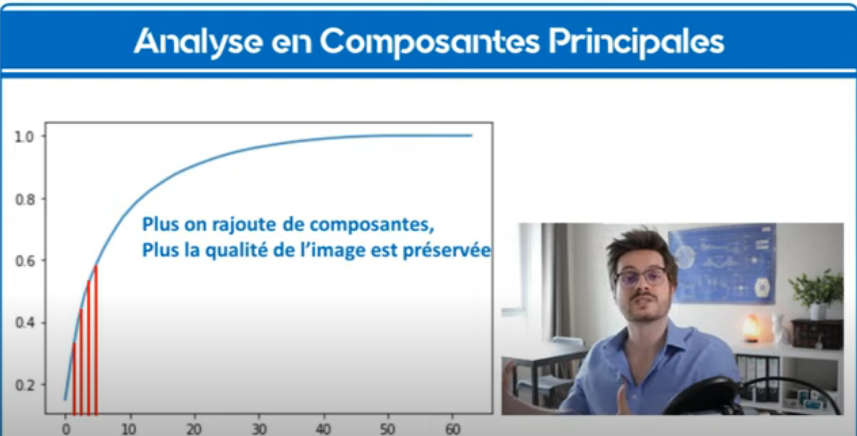 Analyse en Composantes Principales
1.0
0.8
0.6
0.4
0.2
Plus on rajoute de composantes,
Plus la qualité de l'image est préservée
0 10 20 30 40 50 60